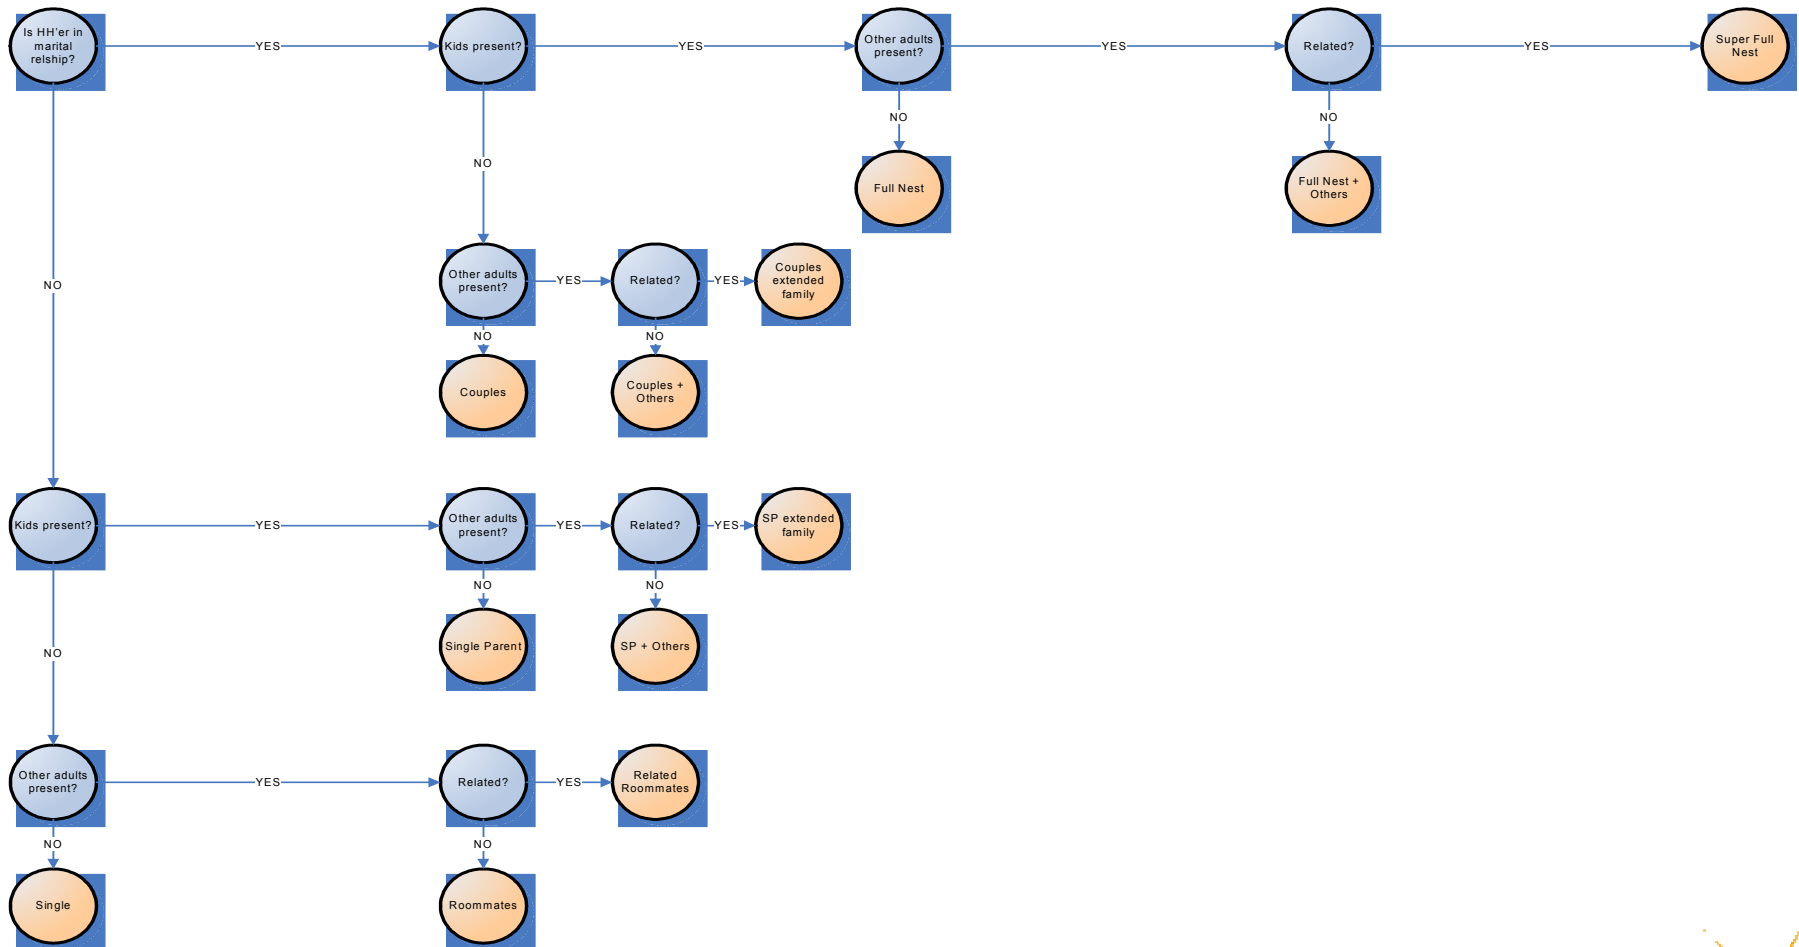 Is HH'er in
marital
relship?
YES
Kids present?
YES
Other adults
present?
YES
Related?
YES
Super Full
Nest
NO
NO
Full Nest
Full Nest +
Others
NO
NO
Other adults
present?
YES
Related?
YES
Couples
extended
family
NO
NO
Couples
Couples +
Others
Kids present?
YES
Other adults
present?
YES
Related?
YES
SP extended
family
NO
NO
Single Parent
SP + Others
NO
Other adults
present?
YES
Related?
YES
Related
Roommates
NO
NO
Single
Roommates